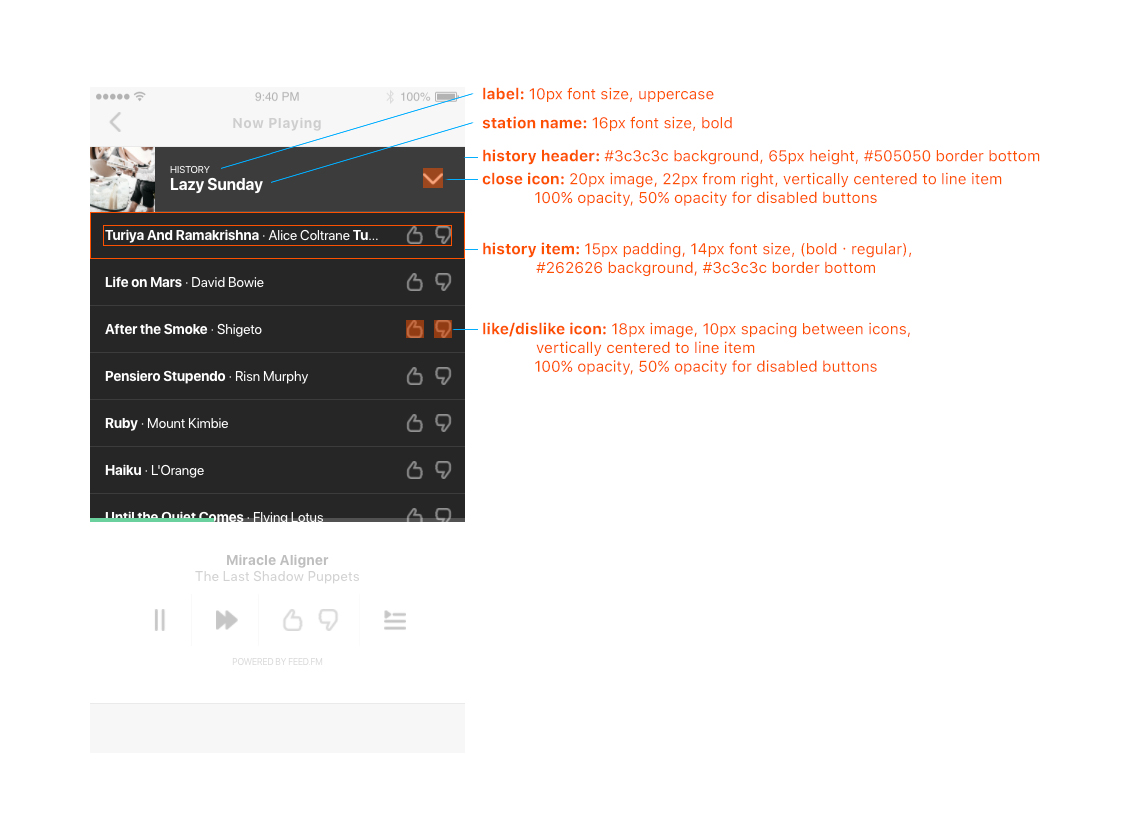 9:40 PM
100%
Now Playing
label: 10px font size, uppercase
station name: 16px font size, bold
history header: #3c3c3c background, 65px height, #505050 border bottom
close icon: 20px image, 22px from right, vertically centered to line item
100% opacity, 50% opacity for disabled buttons
HISTORY
Lazy Sunday
Turiya And Ramakrishna · Alice Coltrane Tu...
history item: 15px padding, 14px font size, (bold · regular),
#262626 background, #3c3c3c border bottom
Life on Mars · David Bowie
After the Smoke · Shigeto
like/dislike icon: 18px image, 10px spacing between icons,
vertically centered to line item
100% opacity, 50% opacity for disabled buttons
Pensiero Stupendo · Risn Murphy
Ruby · Mount Kimbie
Haiku · L'Orange
Until the Quiet Comes · Flying Lotus
Miracle Aligner
The Last Shadow Puppets
POWERED BY FEED.FM